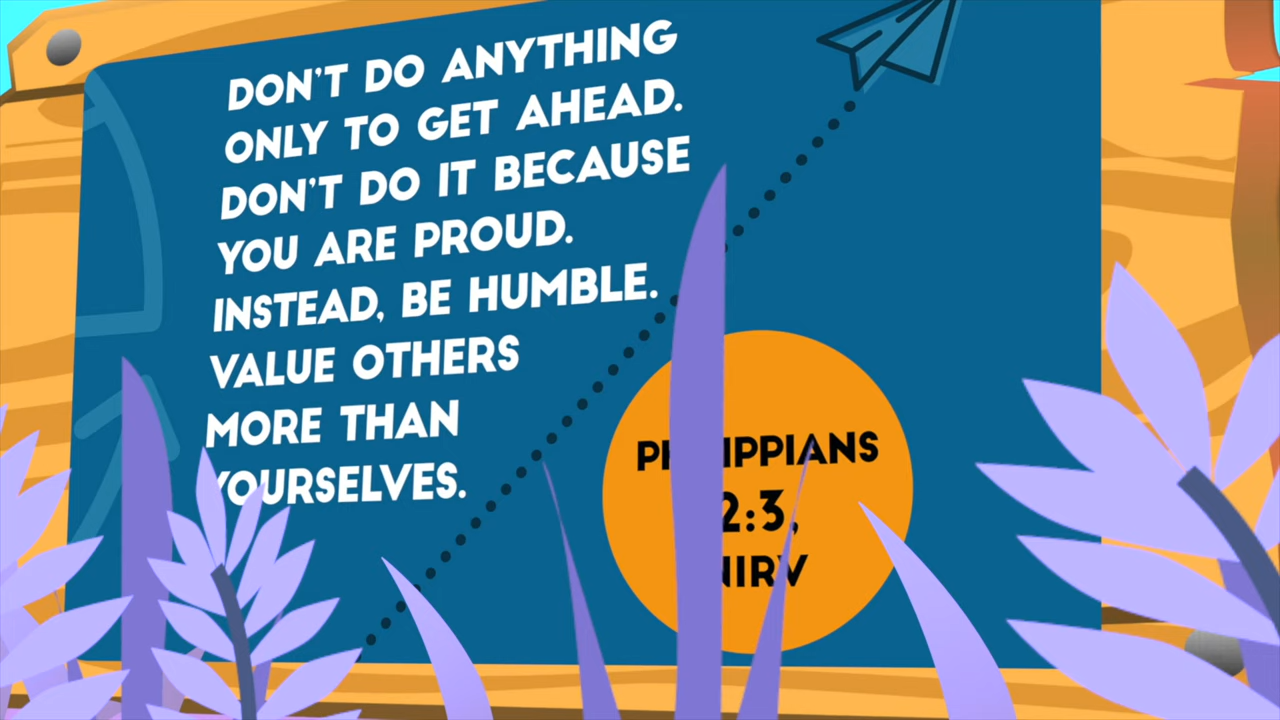 DON'T DO ANYTHING
ONLY TO GET AHEAD.
DON'T DO IT BECAUSE
YOU ARE PROUD.
INSTEAD, BE HUMBLE.
VALUE OTHERS
MORE THAN
YOURSELVES.
PHILIPPIANS
2:3,
NIRV